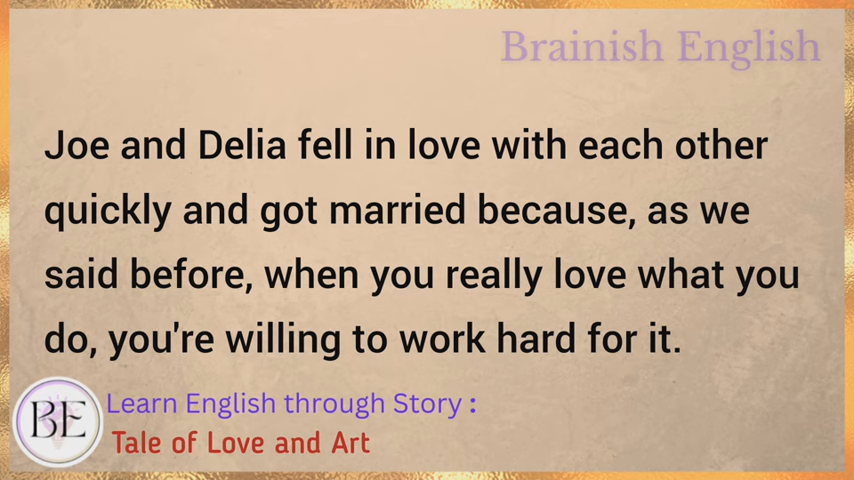 Brainish English
Joe and Delia fell in love with each other
quickly and got married because, as we
said before, when you really love what you
do, you're willing to work hard for it.
BE
Learn English through Story :
Tale of Love and Art